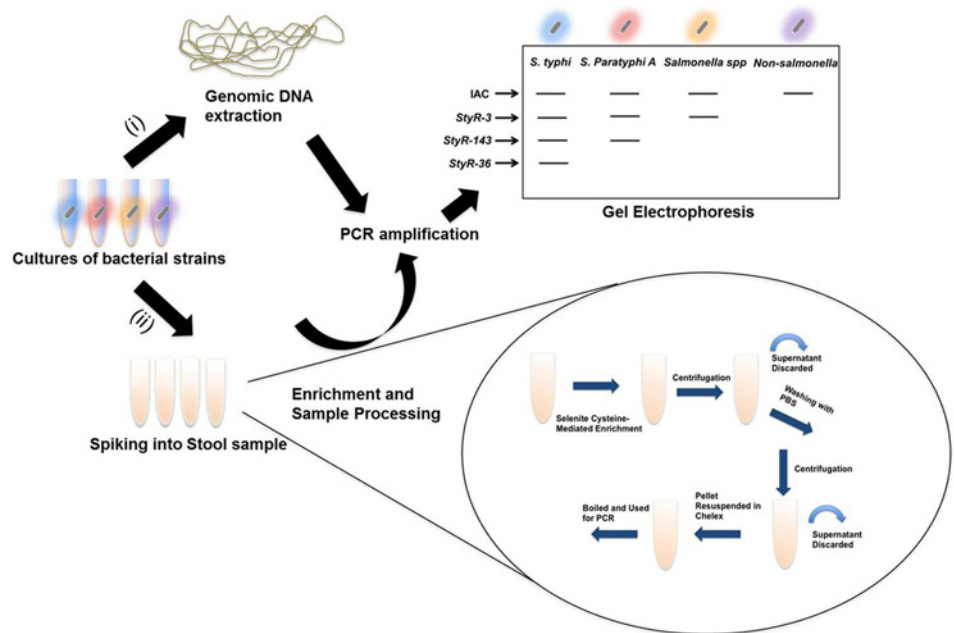 Genomic DNA
extraction
(i)
Cultures of bacterial strains
(ii)
Spiking into Stool sample
PCR amplification
Enrichment and
Sample Processing
S. typhi S. Paratyphi A Salmonella spp Non-salmonella
IAC
StyR-3
StyR-143
StyR-36
Gel Electrophoresis
Selenite Cysteine-
Mediated Enrichment
Centrifugation
Supernatant
Discarded
Washing with
PBS
Centrifugation
Supernatant
Discarded
Pellet
Resuspended in
Chelex
Boiled and Used
for PCR